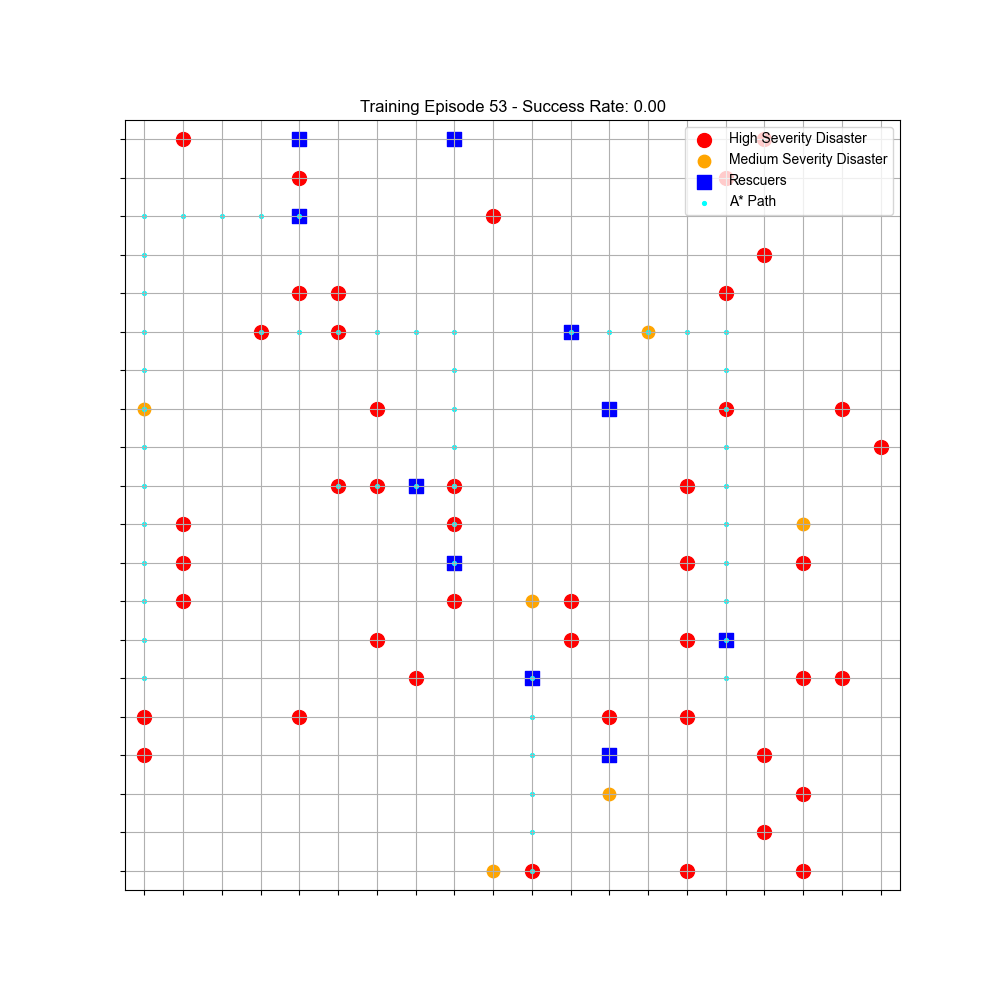 Training Episode 53 - Success Rate: 0.00
High Severity Disaster
Medium Severity Disaster
Rescuers
A* Path